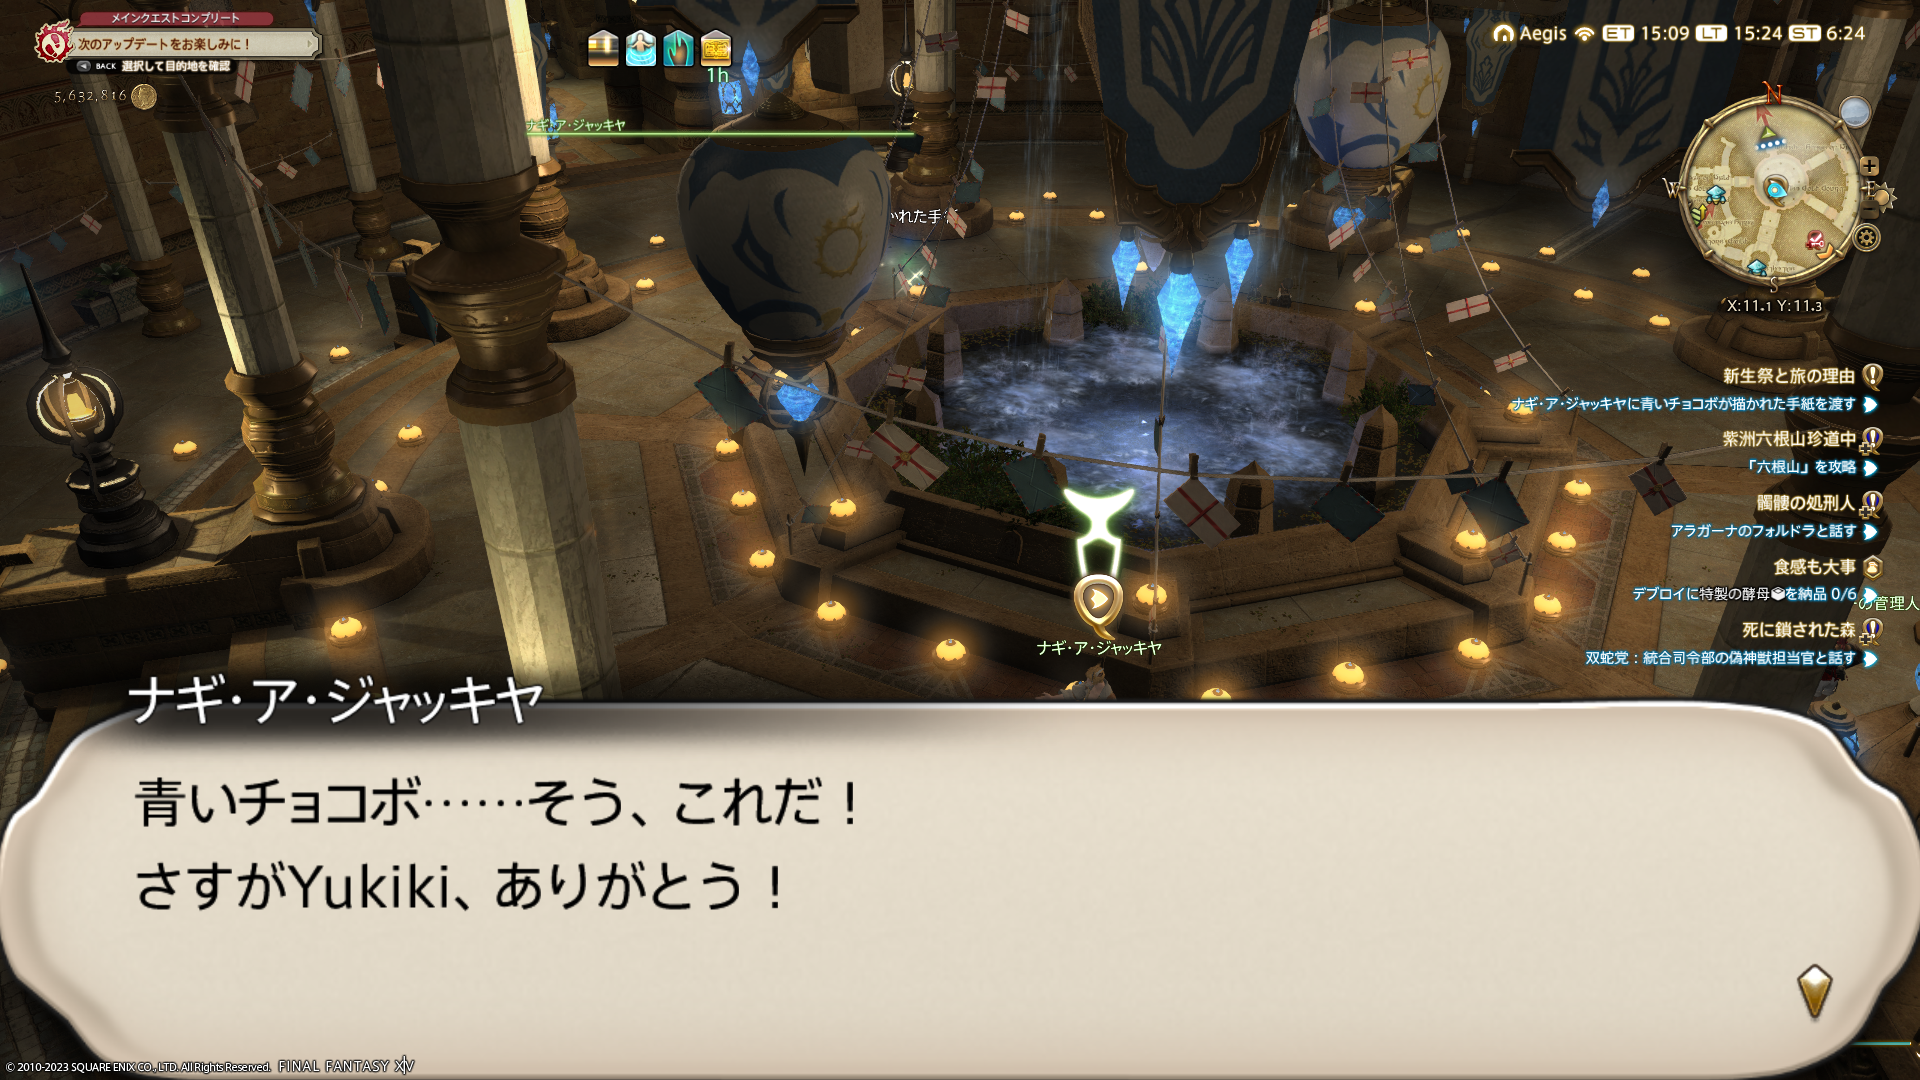 メインクエストコンプリート
次のアップデートをお楽しみに！
BACK 選択して目的地を確認
5,632,816
1h
ナギ・ア・ジャッキヤ
かれた手
Aegis ET 15:09 LT 15:24 ST 6:24
N
W
E
S
X:11.1 Y:11.3
新生祭と旅の理由
ナギ・ア・ジャッキヤに青いチョコボが描かれた手紙を渡す
紫洲六根山珍道中
「六根山」を攻略
髑髏の処刑人
アラガーナのフォルドラと話す
食感も大事
デブロイに特製の酵母を納品 0/6
の管理人
死に鎖された森
双蛇党：統合司令部の偽神獣担当官と話す
ナギ・ア・ジャッキヤ
ナギ・ア・ジャッキヤ
青いチョコボ……そう、これだ！
さすがYukiki、ありがとう！
© 2010-2023 SQUARE ENIX CO., LTD. All Rights Reserved. FINAL FANTASY XIV